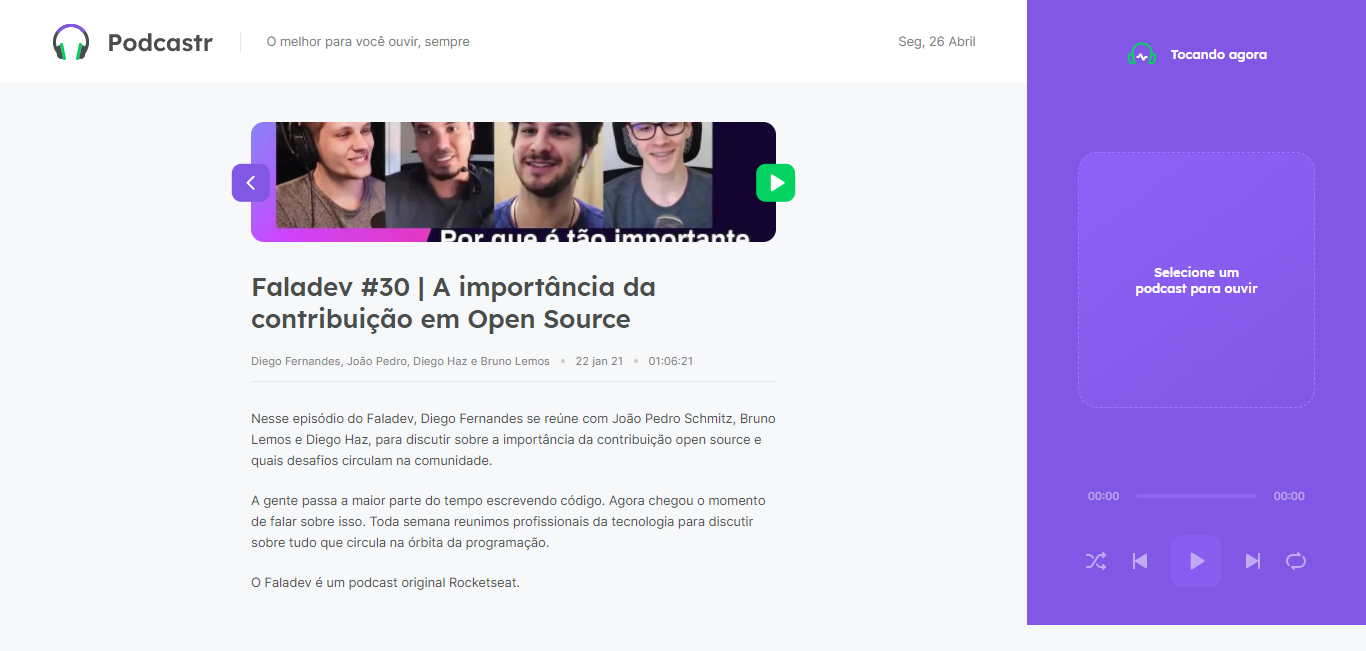 Podcastr
O melhor para você ouvir, sempre
Seg, 26 Abril
Tocando agora
Por que é tão importante
Faladev #30 | A importância da
contribuição em Open Source
Diego Fernandes, João Pedro, Diego Haz e Bruno Lemos • 22 jan 21 • 01:06:21
Nesse episódio do Faladev, Diego Fernandes se reúne com João Pedro Schmitz, Bruno
Lemos e Diego Haz, para discutir sobre a importância da contribuição open source e
quais desafios circulam na comunidade.
A gente passa a maior parte do tempo escrevendo código. Agora chegou o momento
de falar sobre isso. Toda semana reunimos profissionais da tecnologia para discutir
sobre tudo que circula na órbita da programação.
O Faladev é um podcast original Rocketseat.
Selecione um
podcast para ouvir
00:00
00:00